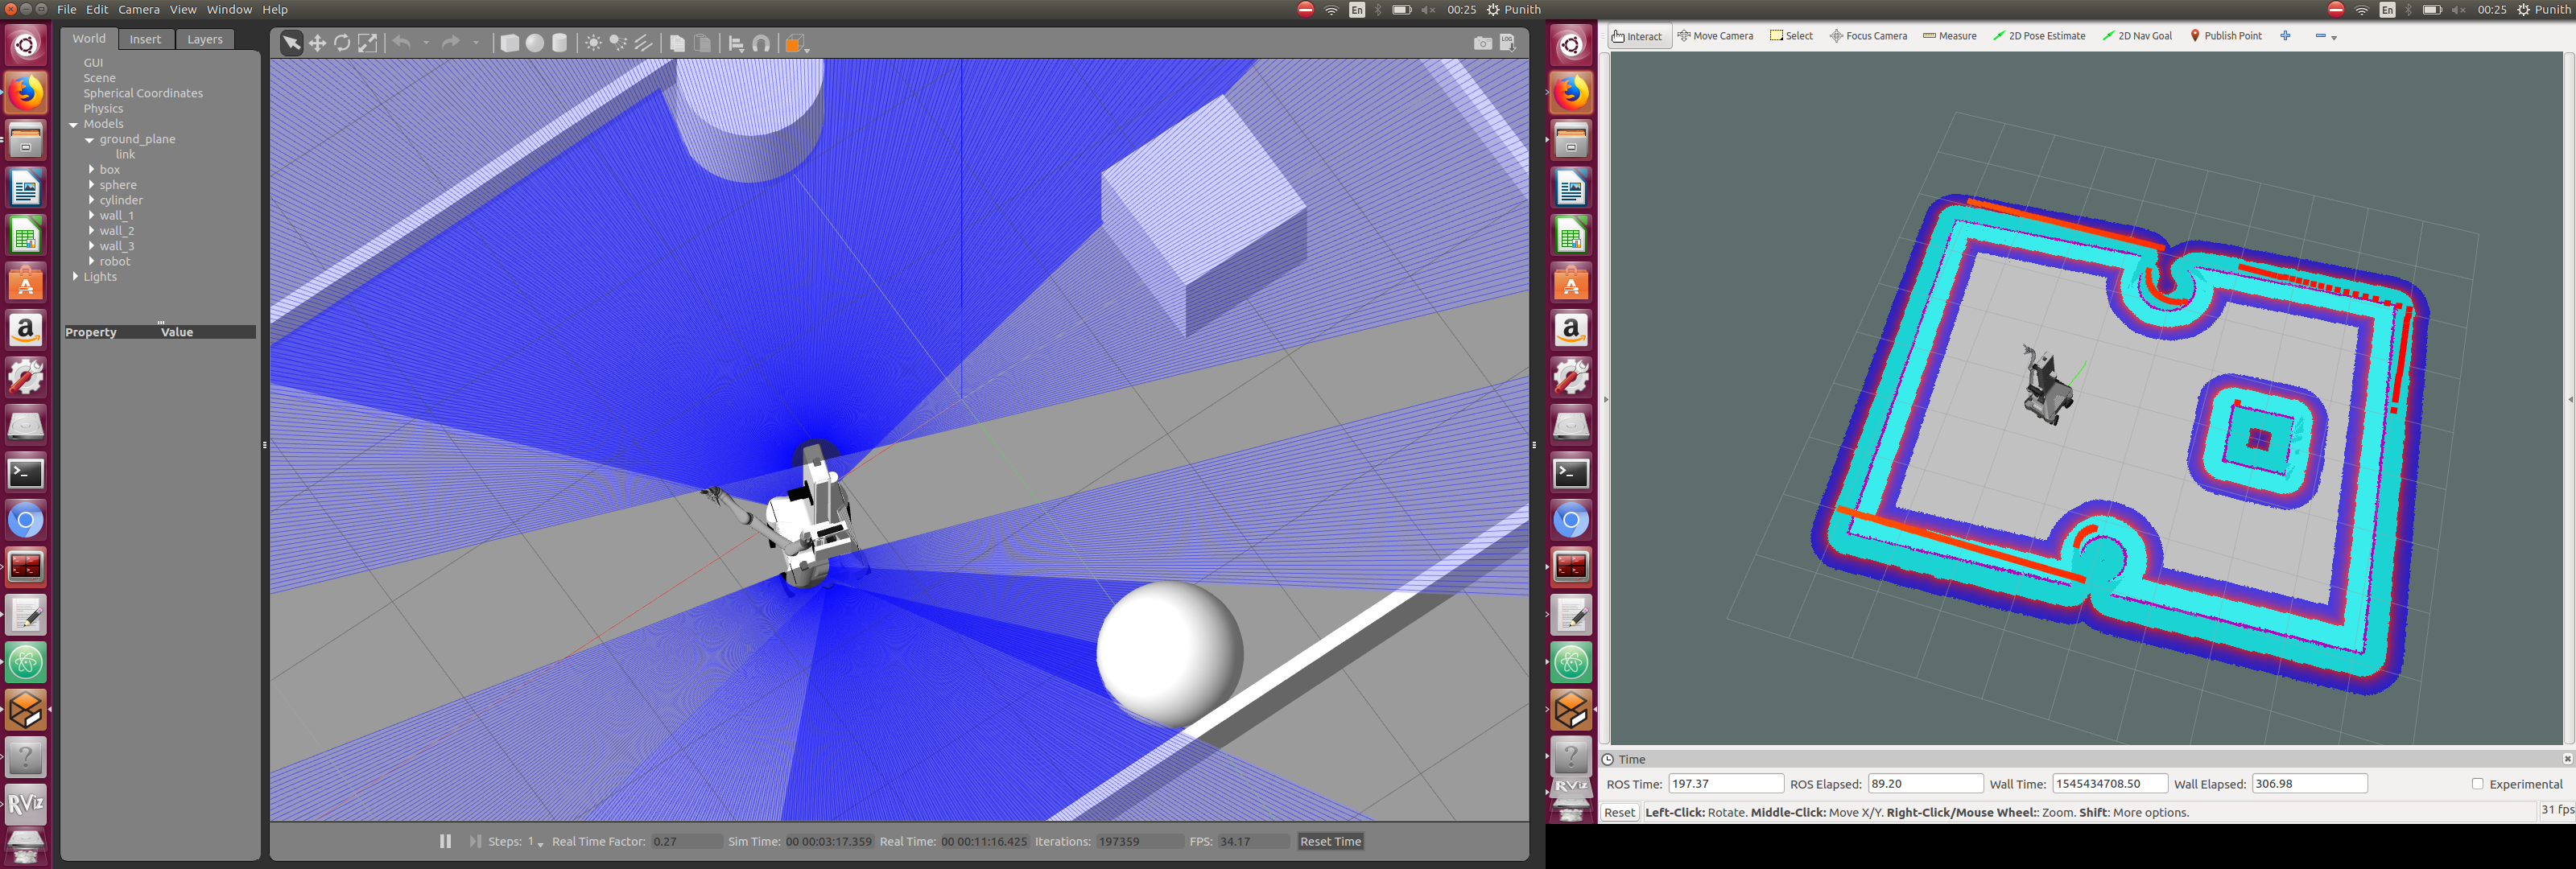 File Edit Camera View Window Help
En 00:25 Punith
En 00:25 Punith
World Insert Layers
GUI
Scene
Spherical Coordinates
Physics
Models
ground_plane
link
box
sphere
cylinder
wall_1
wall_2
wall_3
robot
Lights
Property Value
LOG
Steps: 1 Real Time Factor: 0.27 Sim Time: 00 00:03:17.359 Real Time: 00 00:11:16.425 Iterations: 197359 FPS: 34.17 Reset Time
RViz
Interact Move Camera Select Focus Camera Measure 2D Pose Estimate 2D Nav Goal Publish Point
Time
ROS Time: 197.37 ROS Elapsed: 89.20 Wall Time: 1545434708.50 Wall Elapsed: 306.98 Experimental
Reset Left-Click: Rotate. Middle-Click: Move X/Y. Right-Click/Mouse Wheel:: Zoom. Shift: More options. 31 fps
RViz